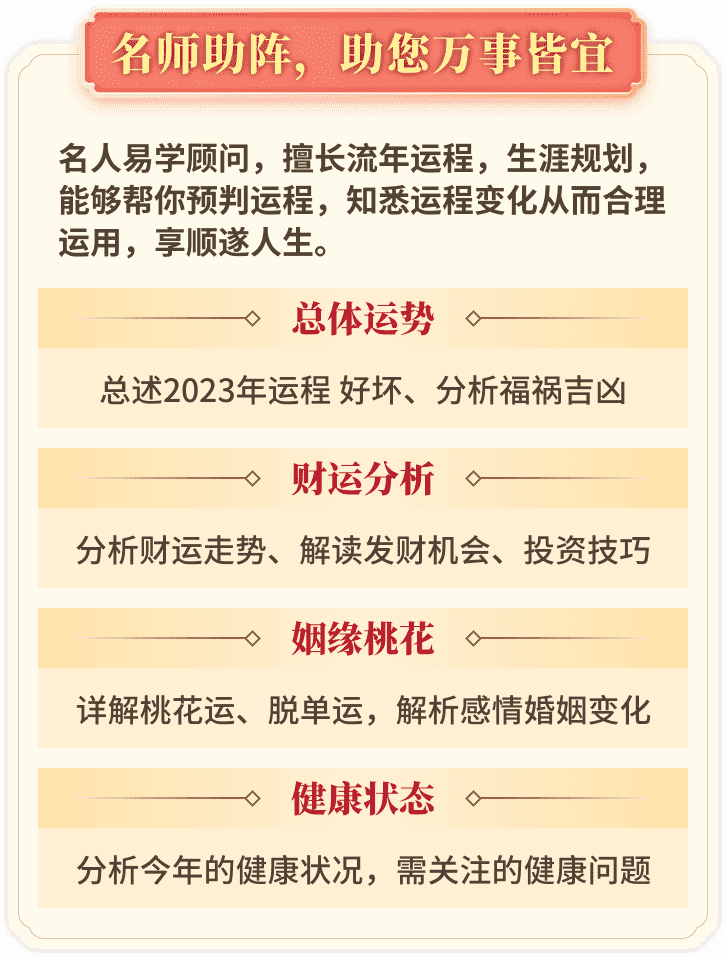 名师助阵，助您万事皆宜
名人易学顾问，擅长流年运程，生涯规划，
能够帮你预判运程，知悉运程变化从而合理
运用，享顺遂人生。
总体运势
总述2023年运程 好坏、分析福祸吉凶
财运分析
分析财运走势、解读发财机会、投资技巧
姻缘桃花
详解桃花运、脱单运，解析感情婚姻变化
健康状态
分析今年的健康状况，需关注的健康问题